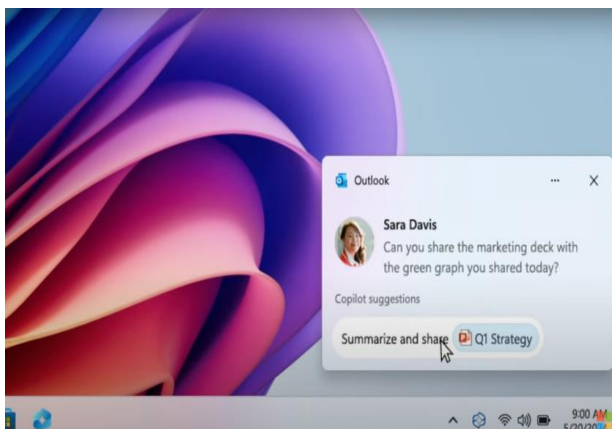 Outlook
Sara Davis
Can you share the marketing deck with
the green graph you shared today?
Copilot suggestions
Summarize and share Q1 Strategy
9:00 AM